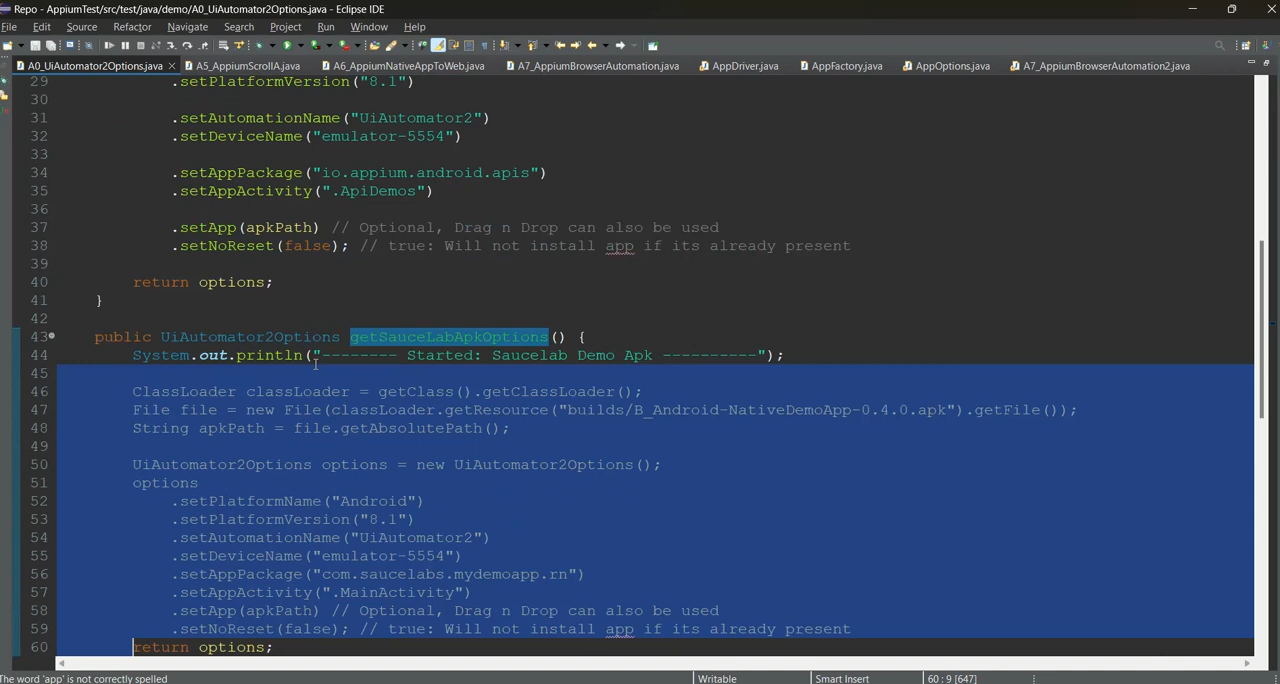 Repo - AppiumTest/src/test/java/demo/A0_UiAutomator2Options.java - Eclipse IDE
File Edit Source Refactor Navigate Search Project Run Window Help
A0_UiAutomator2Options.java A5_AppiumScrollA.java A6_AppiumNativeAppToWeb.java A7_AppiumBrowserAutomation.java AppDriver.java AppFactory.java AppOptions.java A7_AppiumBrowserAutomation2.java
29 .setPlatformVersion("8.1")
30
31 .setAutomationName("UiAutomator2")
32 .setDeviceName("emulator-5554")
33
34 .setAppPackage("io.appium.android.apis")
35 .setAppActivity(".ApiDemos")
36
37 .setApp(apkPath) // Optional, Drag n Drop can also be used
38 .setNoReset(false); // true: Will not install app if its already present
39
40 return options;
41 }
42
43 public UiAutomator2Options getSauceLabApkOptions() {
44 System.out.println("-------- Started: Saucelab Demo Apk ----------");
45
46 ClassLoader classLoader = getClass().getClassLoader();
47 File file = new File(classLoader.getResource("builds/B_Android-NativeDemoApp-0.4.0.apk").getFile());
48 String apkPath = file.getAbsolutePath();
49
50 UiAutomator2Options options = new UiAutomator2Options();
51 options
52 .setPlatformName("Android")
53 .setPlatformVersion("8.1")
54 .setAutomationName("UiAutomator2")
55 .setDeviceName("emulator-5554")
56 .setAppPackage("com.saucelabs.mydemoapp.rn")
57 .setAppActivity(".MainActivity")
58 .setApp(apkPath) // Optional, Drag n Drop can also be used
59 .setNoReset(false); // true: Will not install app if its already present
60 return options;
The word 'app' is not correctly spelled Writable Smart Insert 60 : 9 [647]